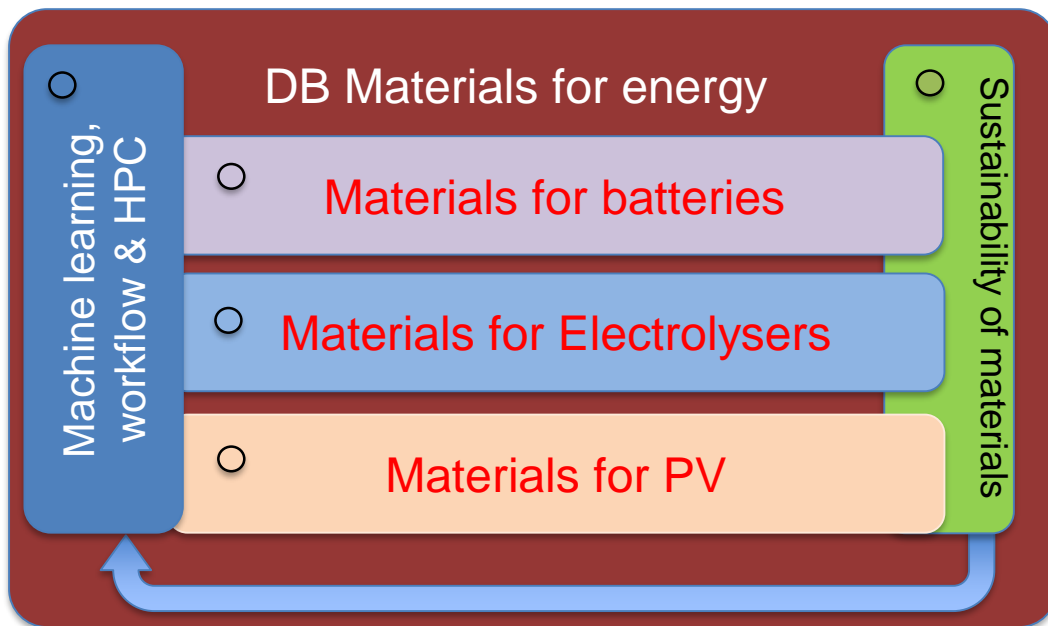 DB Materials for energy
Machine learning,
workflow & HPC
Materials for batteries
Materials for Electrolysers
Materials for PV
Sustainability of materials